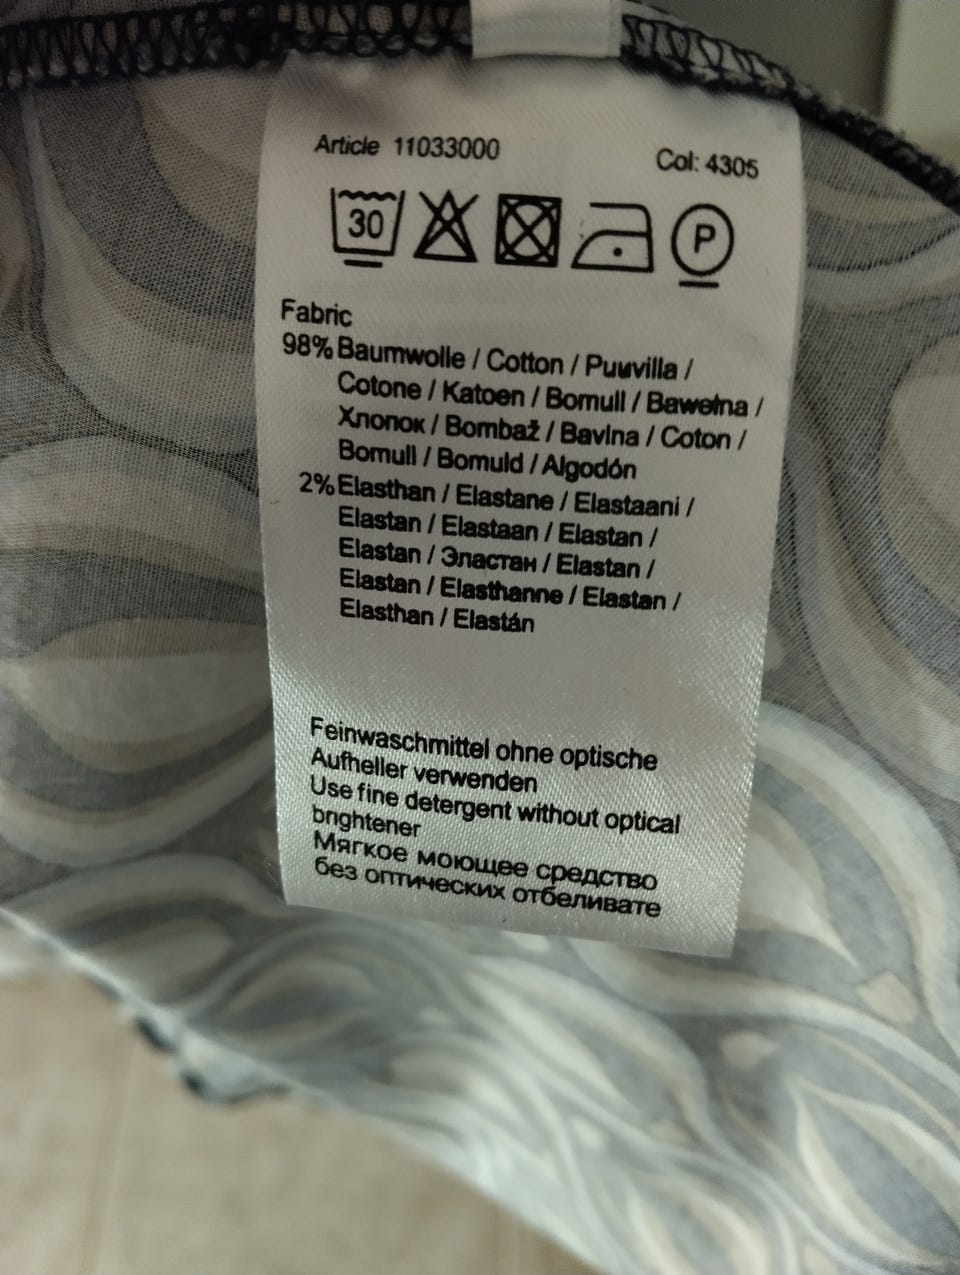 Article 11033000
Col: 4305
30
P
Fabric
98% Baumwolle / Cotton / Puuvilla /
Cotone / Katoen / Bomull / Bawełna /
Хлопок / Bombaž / Bavlna / Coton /
Bomull / Bomuld / Algodón
2% Elasthan / Elastane / Elastaani /
Elastan / Elastaan / Elastan /
Elastan / Эластан / Elastan /
Elastan / Elasthanne / Elastan /
Elasthan / Elastán
Feinwaschmittel ohne optische
Aufheller verwenden
Use fine detergent without optical
brightener
Мягкое моющее средство
без оптических отбеливате